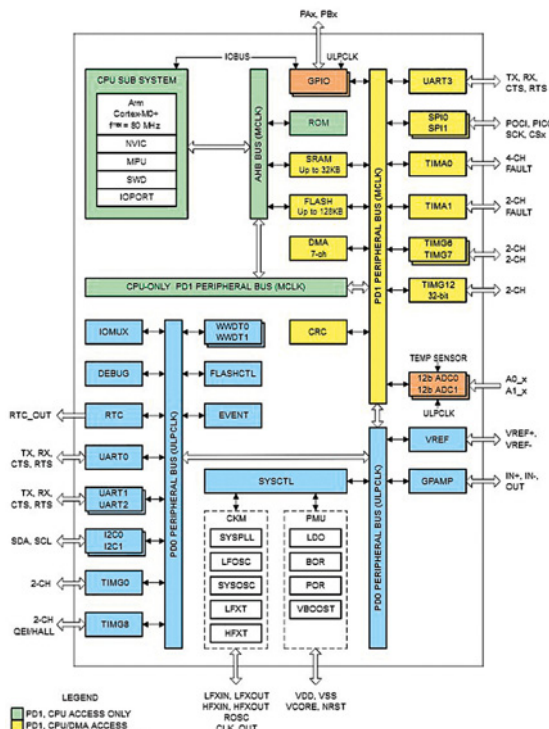 PAx, PBx
IOBUS
ULPCLK
CPU SUB SYSTEM
Arm
Cortex-M0+
= 80 MHz
NVIC
MPU
SWD
IOPORT
AHB BUS (MCLK)
GPIO
ROM
SRAM
Up to 32KB
FLASH
Up to 128KB
DMA
7-ch
CPU-ONLY PD1 PERIPHERAL BUS (MCLK)
CRC
PD1 PERIPHERAL BUS (MCLK)
UART3
TX, RX,
CTS, RTS
SPI0
SPI1
POCI, PICO
SCK, CSx
TIMA0
4-CH
FAULT
TIMA1
2-CH
FAULT
TIMG6
TIMG7
2-CH
2-CH
TIMG12
32-bit
2-CH
TEMP SENSOR
12b ADC0
12b ADC1
ULPCLK
A0_x
A1_x
IOMUX
DEBUG
RTC_OUT
RTC
TX, RX,
CTS, RTS
UART0
TX, RX,
CTS, RTS
UART1
UART2
SDA, SCL
I2C0
I2C1
2-CH
TIMG0
2-CH
QEI/HALL
TIMG8
PD0 PERIPHERAL BUS (ULPCLK)
WWDT0
WWDT1
FLASHCTL
EVENT
SYSCTL
CKM
SYSPLL
LFOSC
SYSOSC
LFXT
HFXT
PMU
LDO
BOR
POR
VBOOST
PD0 PERIPHERAL BUS (ULPCLK)
VREF
VREF+,
VREF-
GPAMP
IN+, IN-,
OUT
LFXIN, LFXOUT
HFXIN, HFXOUT
ROSC
CLK_OUT
VDD, VSS
VCORE, NRST
LEGEND
PD1, CPU ACCESS ONLY
PD1, CPU/DMA ACCESS